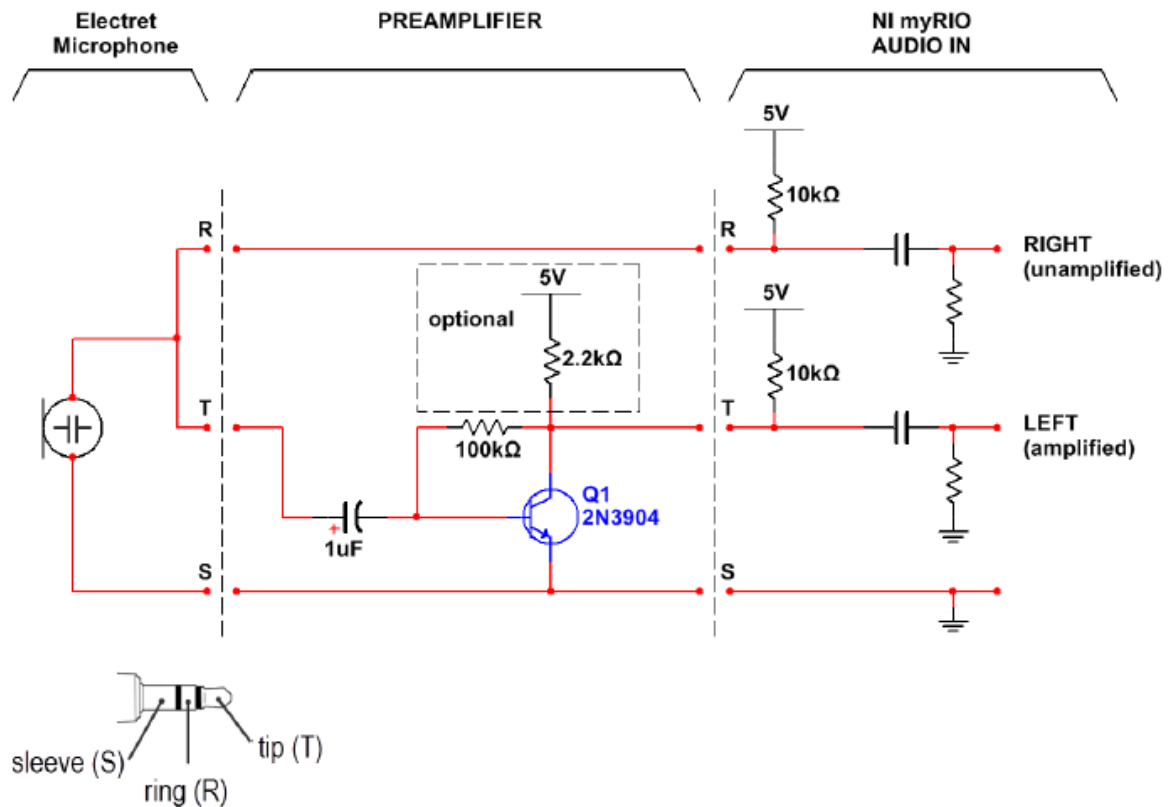 Electret
Microphone
PREAMPLIFIER
NI myRIO
AUDIO IN
5V
10kΩ
R
R
RIGHT
(unamplified)
5V
optional
2.2kΩ
5V
10kΩ
T
T
LEFT
(amplified)
100kΩ
Q1
2N3904
+
1uF
S
S
sleeve (S)
ring (R)
tip (T)